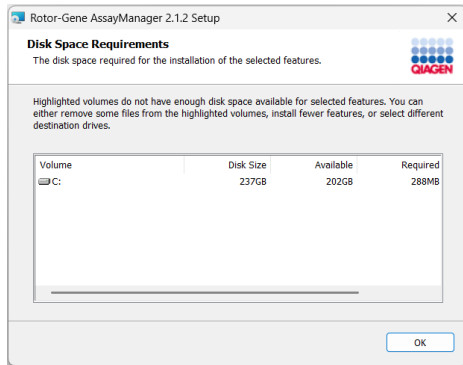 Rotor-Gene AssayManager 2.1.2 Setup
Disk Space Requirements
The disk space required for the installation of the selected features.
QIAGEN
Highlighted volumes do not have enough disk space available for selected features. You can
either remove some files from the highlighted volumes, install fewer features, or select different
destination drives.
Volume Disk Size Available Required
C: 237GB 202GB 288MB
OK